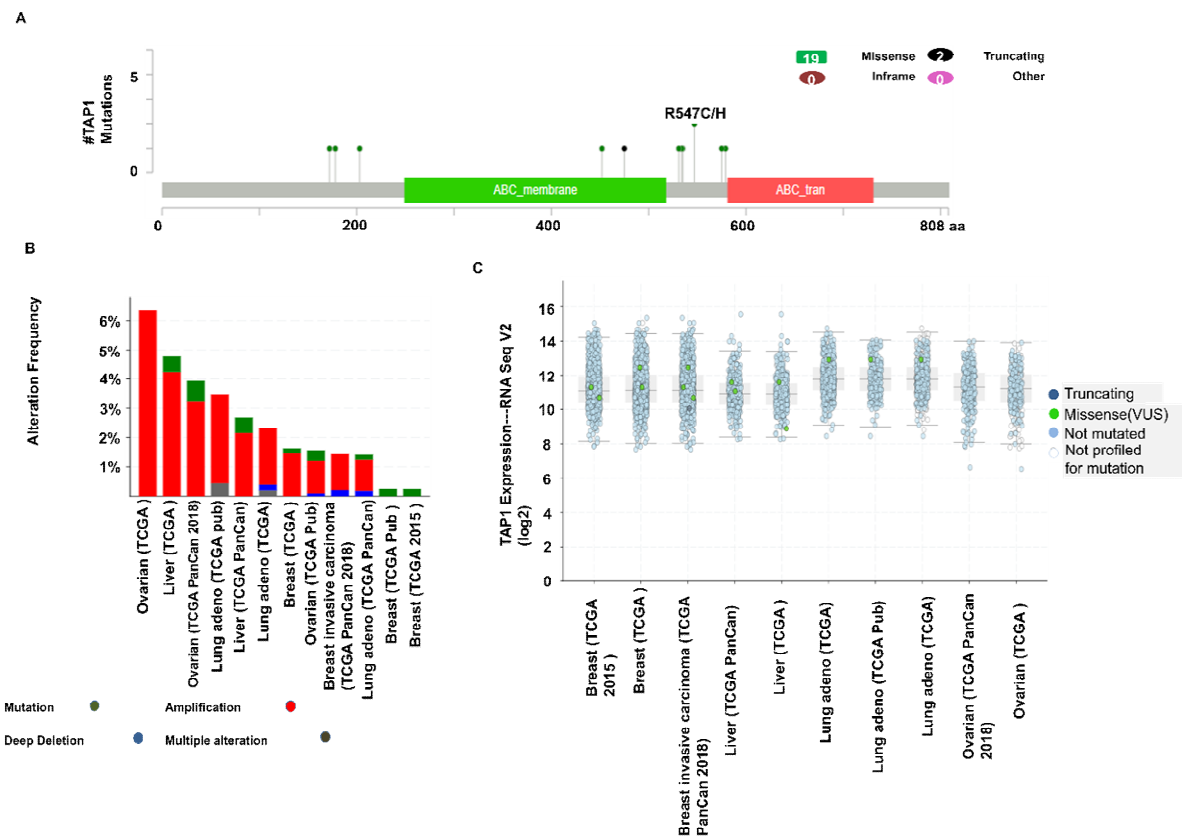 A
#TAP1
Mutations
5
0
19
Missense
2
Truncating
0
Inframe
0
Other
R547C/H
ABC_membrane
ABC_tran
0
200
400
600
808 aa
B
Alteration Frequency
6%
5%
4%
3%
2%
1%
Ovarian (TCGA )
Liver (TCGA )
Ovarian (TCGA PanCan 2018)
Lung adeno (TCGA pub)
Liver (TCGA PanCan)
Lung adeno (TCGA)
Breast (TCGA )
Ovarian (TCGA Pub)
Breast invasive carcinoma
(TCGA PanCan 2018)
Lung adeno (TCGA PanCan)
Breast (TCGA Pub )
Breast (TCGA 2015 )
Mutation
Amplification
Deep Deletion
Multiple alteration
C
TAP1 Expression---RNA Seq V2
(log2)
16
14
12
10
8
6
4
2
0
Breast (TCGA
2015 )
Breast (TCGA )
Breast invasive carcinoma (TCGA
PanCan 2018)
Liver (TCGA PanCan)
Liver (TCGA )
Lung adeno (TCGA)
Lung adeno (TCGA Pub)
Lung adeno (TCGA)
Ovarian (TCGA PanCan
2018)
Ovarian (TCGA )
Truncating
Missense(VUS)
Not mutated
Not profiled
for mutation